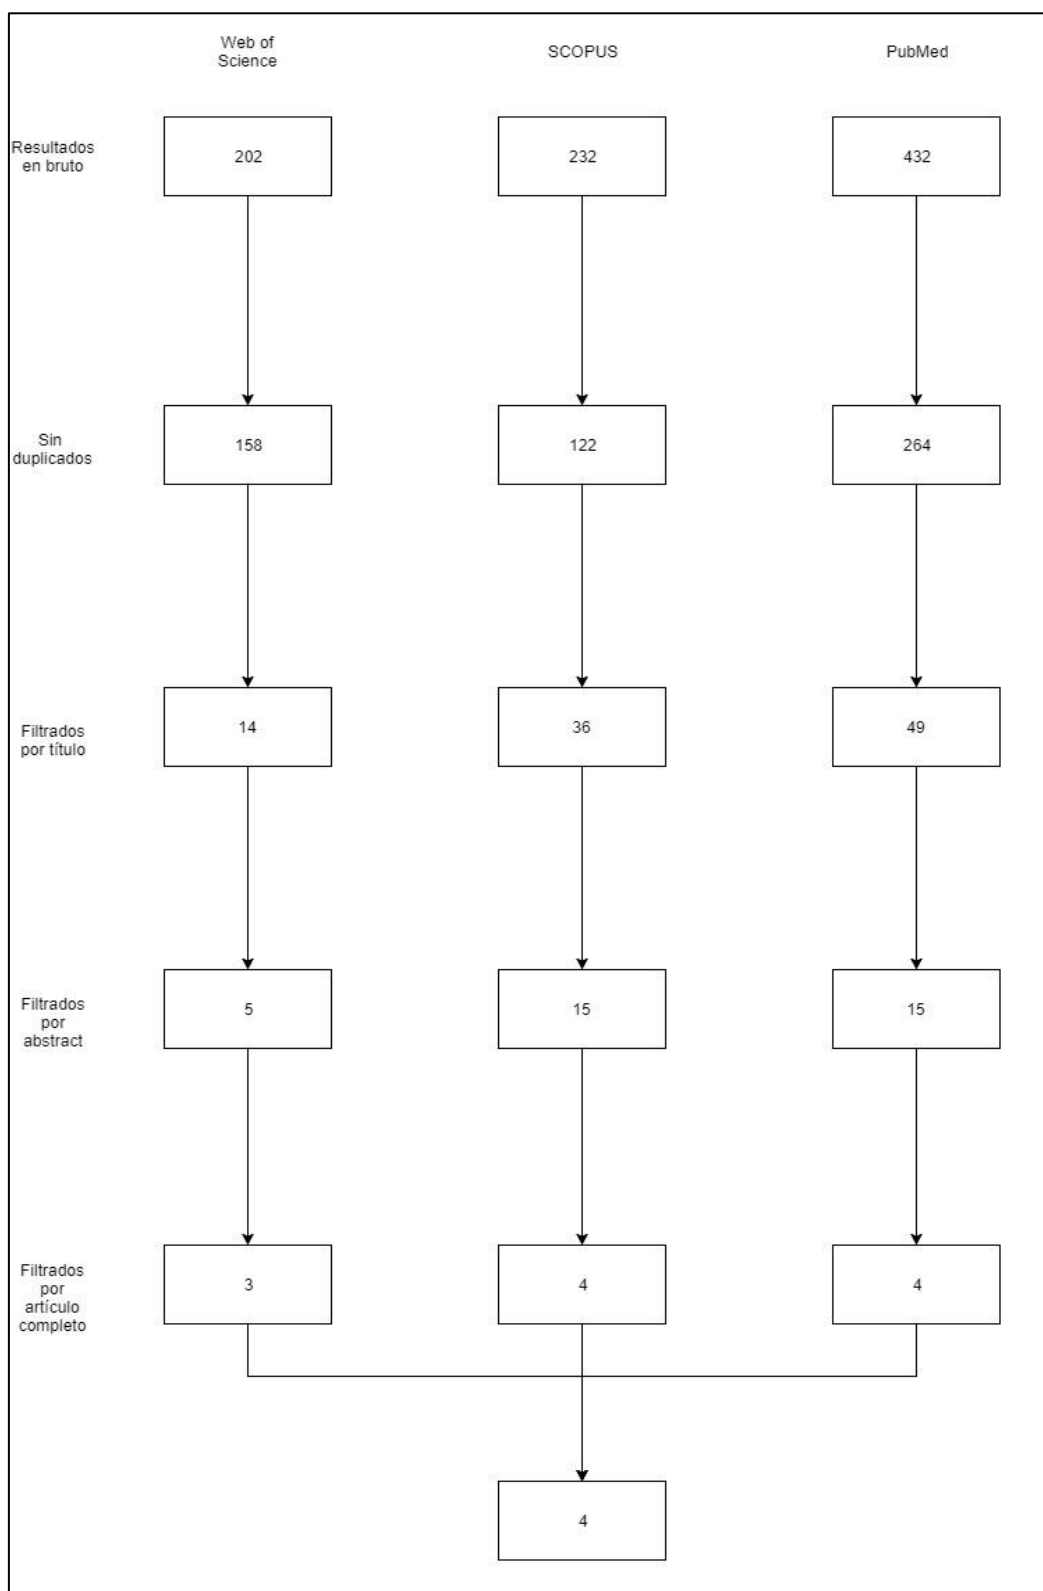 Web of
Science
SCOPUS
PubMed
Resultados
en bruto
202
232
432
Sin
duplicados
158
122
264
Filtrados
por título
14
36
49
Filtrados
por
abstract
5
15
15
Filtrados
por
artículo
completo
3
4
4
4